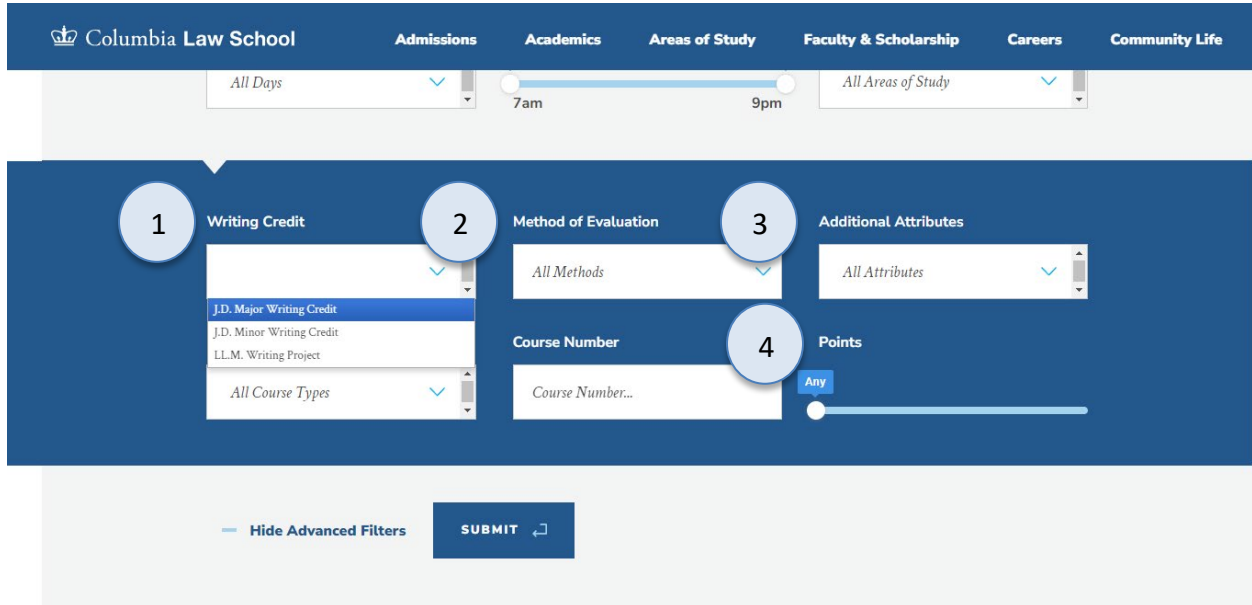 Columbia Law School
Admissions
Academics
Areas of Study
Faculty & Scholarship
Careers
Community Life
All Days
7am
9pm
All Areas of Study
1
Writing Credit
2
Method of Evaluation
3
Additional Attributes
All Methods
All Attributes
J.D. Major Writing Credit
J.D. Minor Writing Credit
LL.M. Writing Project
Course Number
4
Points
All Course Types
Course Number...
Any
Hide Advanced Filters
SUBMIT